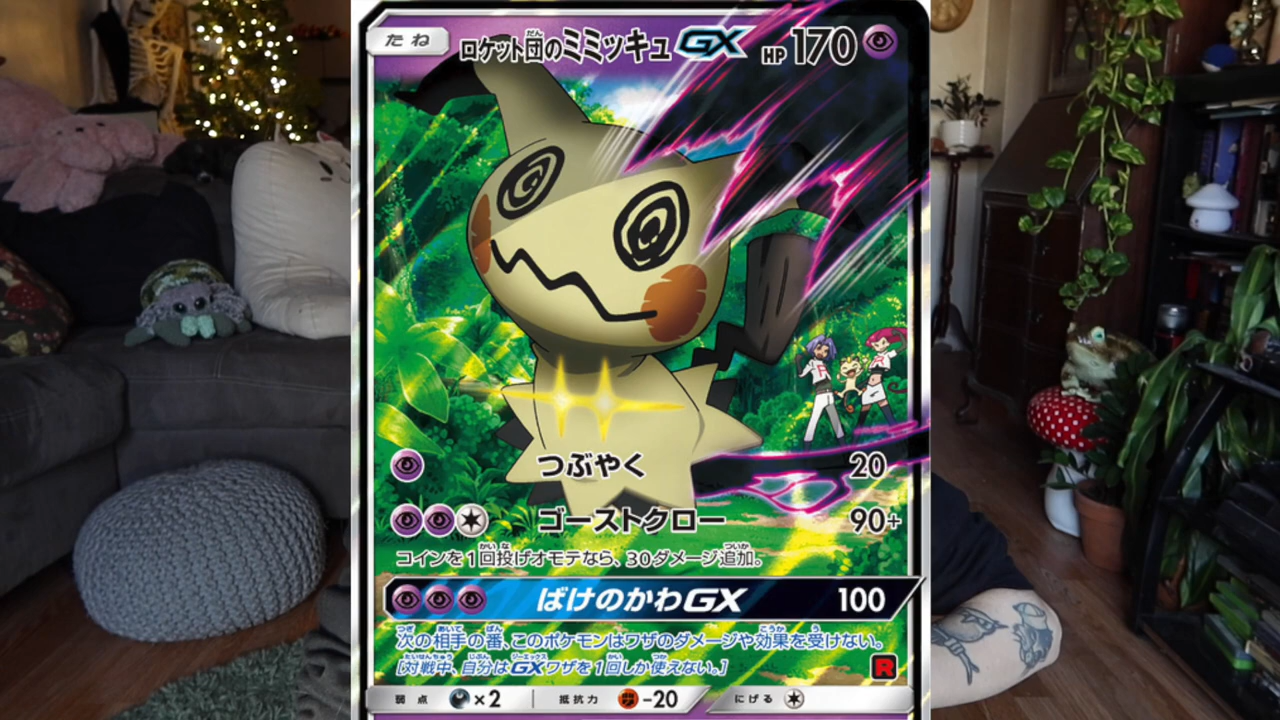 たね ロケット団のミミッキュGX HP170
つぶやく 20
ゴーストクロー 90+
コインを1回投げオモテなら、30ダメージ追加。
ばけのかわGX 100
次の相手の番、このポケモンはワザのダメージや効果を受けない。
[対戦中、自分はGXワザを1回しか使えない。]
R
弱点 ×2 抵抗力 -20 にげる